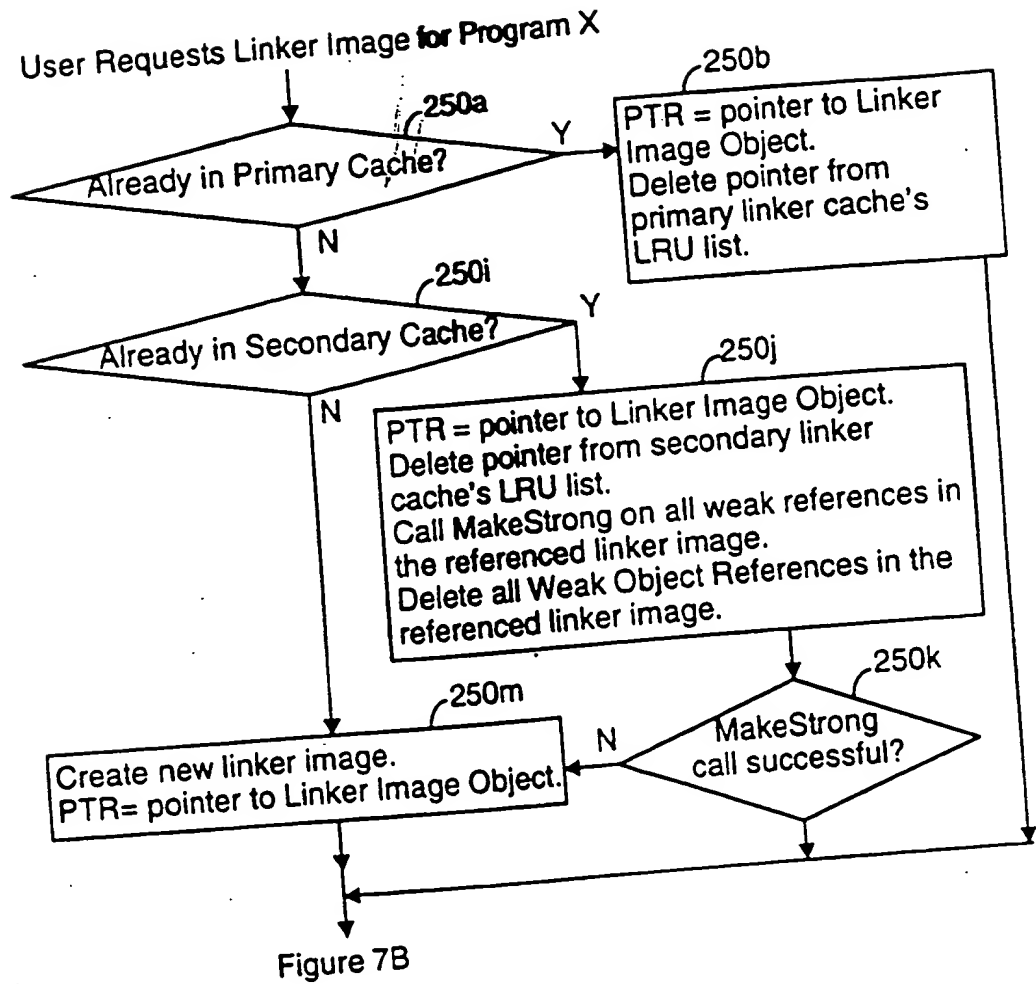 User Requests Linker Image for Program X
250a
Already in Primary Cache?
Y
N
250b
PTR = pointer to Linker
Image Object.
Delete pointer from
primary linker cache's
LRU list.
250i
Already in Secondary Cache?
Y
N
250j
PTR = pointer to Linker Image Object.
Delete pointer from secondary linker
cache's LRU list.
Call MakeStrong on all weak references in
the referenced linker image.
Delete all Weak Object References in the
referenced linker image.
250k
MakeStrong
call successful?
N
250m
Create new linker image.
PTR= pointer to Linker Image Object.
Figure 7B